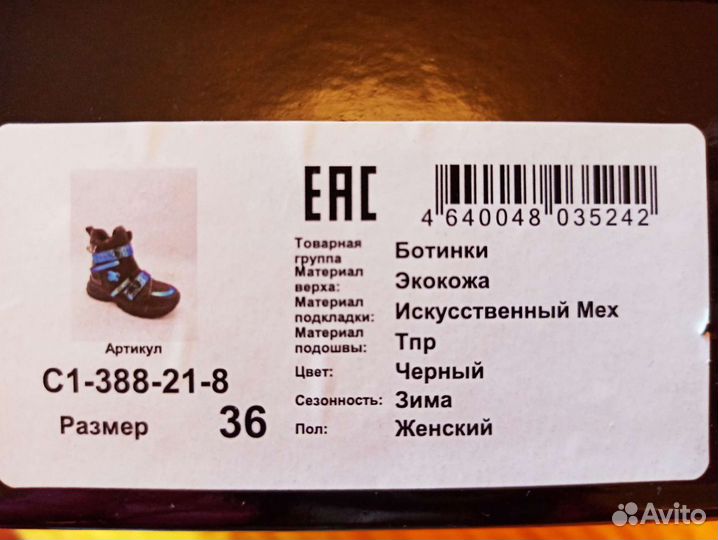 EAC
4 640048 035242
Товарная группа Ботинки
Материал верха: Экокожа
Материал подкладки: Искусственный Мех
Материал подошвы: Тпр
Цвет: Черный
Сезонность: Зима
Пол: Женский
Артикул
С1-388-21-8
Размер 36
Avito